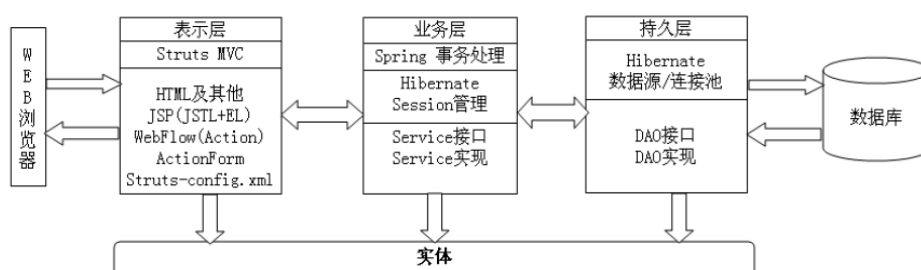 WEB浏览器
表示层
Struts MVC
HTML及其他
JSP(JSTL+EL)
WebFlow(Action)
ActionForm
Struts-config.xml
业务层
Spring 事务处理
Hibernate
Session管理
Service接口
Service实现
持久层
Hibernate
数据源/连接池
DAO接口
DAO实现
数据库
实体